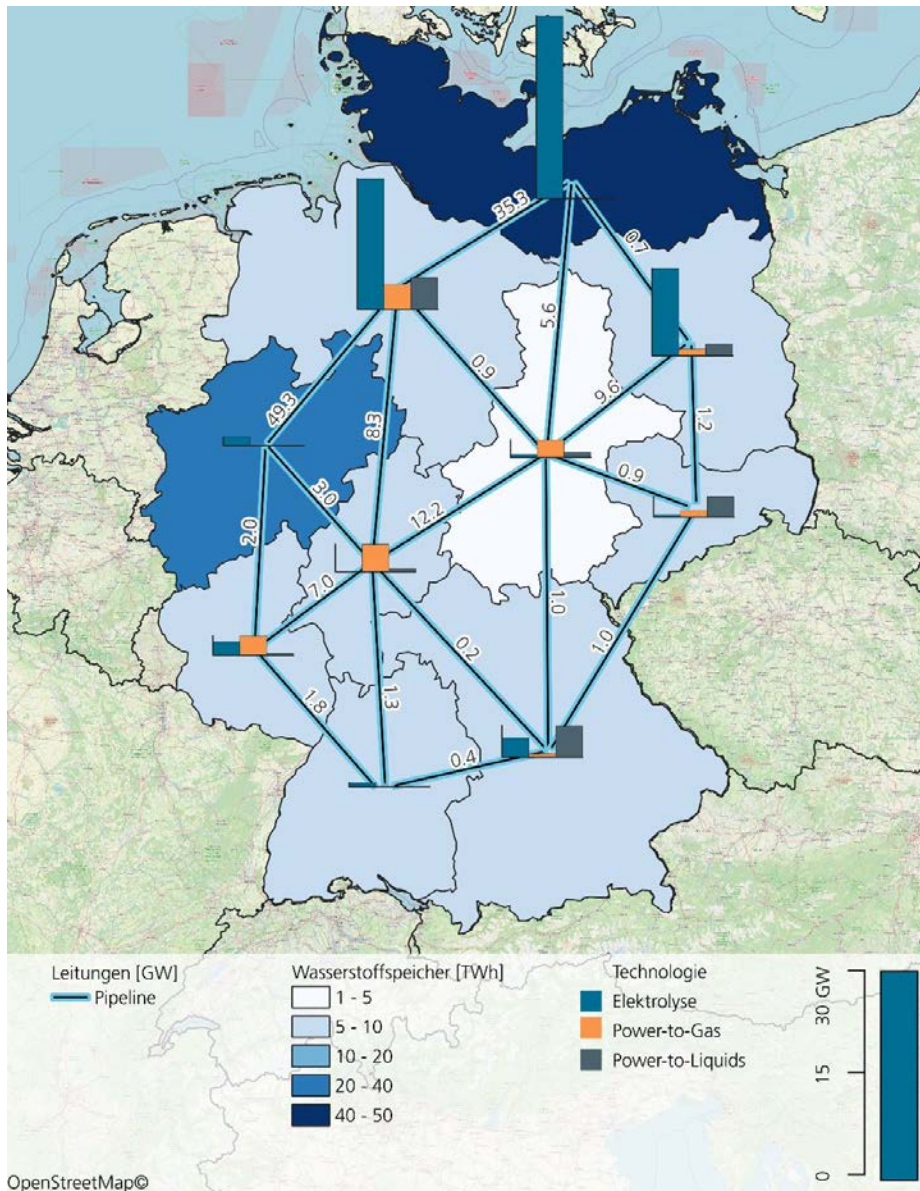 35.3
0.7
5.6
0.9
9.6
49.3
8.3
1.2
3.0
0.9
12.2
2.0
7.0
1.0
1.0
0.2
1.8
1.3
0.4
Leitungen [GW]
Pipeline
Wasserstoffspeicher [TWh]
1 - 5
5 - 10
10 - 20
20 - 40
40 - 50
Technologie
Elektrolyse
Power-to-Gas
Power-to-Liquids
30 GW
15
0
OpenStreetMap©